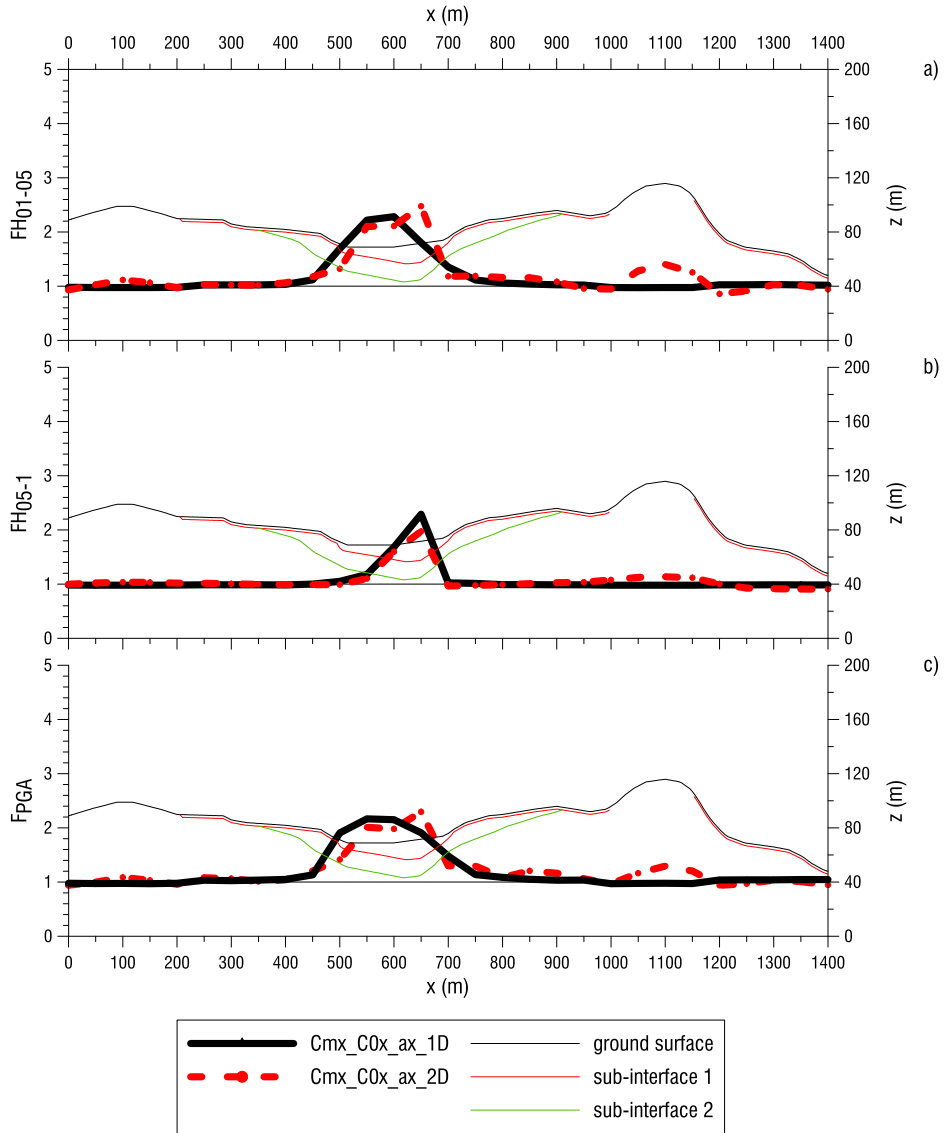 x (m)
0 100 200 300 400 500 600 700 800 900 1000 1100 1200 1300 1400
a)
5 4 3 2 1 0
FH01-05
200 160 120 80 40 0
z (m)
b)
5 4 3 2 1 0
FH05-1
200 160 120 80 40 0
z (m)
c)
5 4 3 2 1 0
FPGA
200 160 120 80 40 0
z (m)
0 100 200 300 400 500 600 700 800 900 1000 1100 1200 1300 1400
x (m)
Cmx_C0x_ax_1D
ground surface
Cmx_C0x_ax_2D
sub-interface 1
sub-interface 2